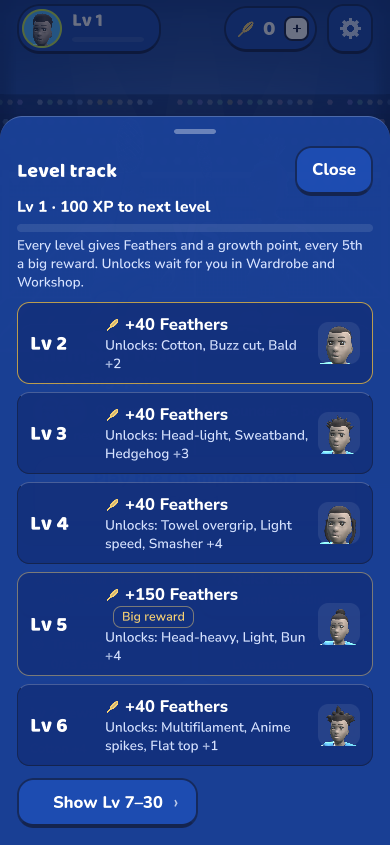 Lv 1
0
+
Level track
Close
Lv 1 · 100 XP to next level
Every level gives Feathers and a growth point, every 5th
a big reward. Unlocks wait for you in Wardrobe and
Workshop.
Lv 2
+40 Feathers
Unlocks: Cotton, Buzz cut, Bald
+2
Lv 3
+40 Feathers
Unlocks: Head-light, Sweatband,
Hedgehog +3
Lv 4
+40 Feathers
Unlocks: Towel overgrip, Light
speed, Smasher +4
Lv 5
+150 Feathers
Big reward
Unlocks: Head-heavy, Light, Bun
+4
Lv 6
+40 Feathers
Unlocks: Multifilament, Anime
spikes, Flat top +1
Show Lv 7–30 ›